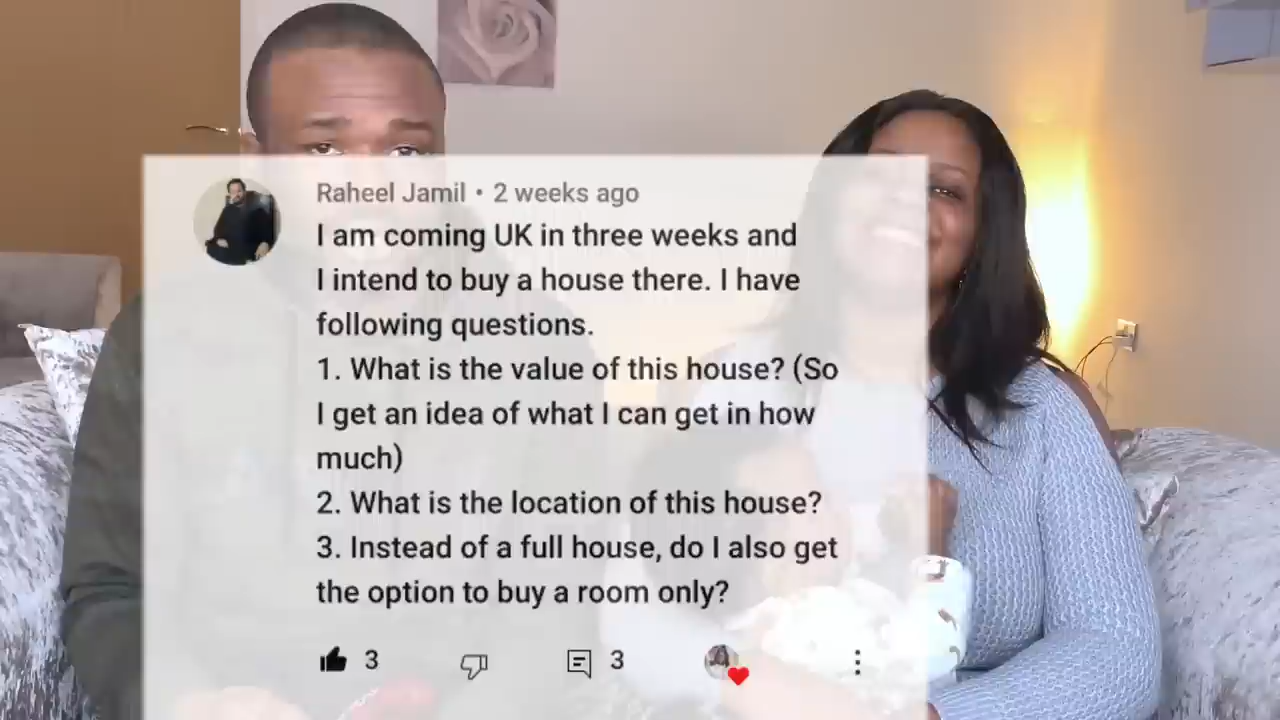 Raheel Jamil • 2 weeks ago
I am coming UK in three weeks and
I intend to buy a house there. I have
following questions.
1. What is the value of this house? (So
I get an idea of what I can get in how
much)
2. What is the location of this house?
3. Instead of a full house, do I also get
the option to buy a room only?
3 3